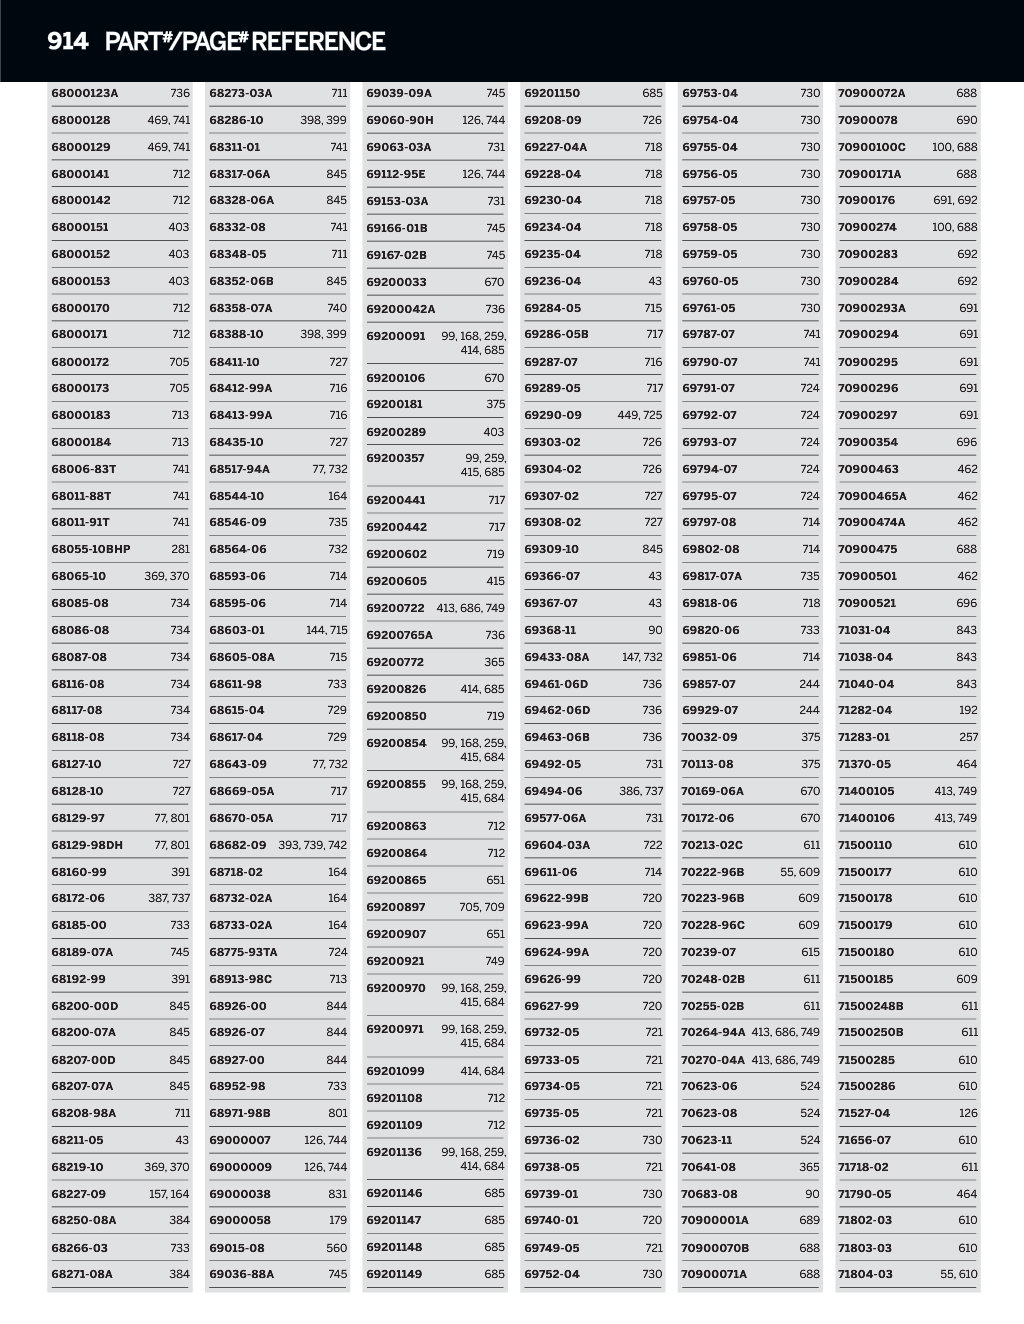 914 PART#/PAGE# REFERENCE
68000123A 736
68000128 469, 741
68000129 469, 741
68000141 712
68000142 712
68000151 403
68000152 403
68000153 403
68000170 712
68000171 712
68000172 705
68000173 705
68000183 713
68000184 713
68006-83T 741
68011-88T 741
68011-91T 741
68055-10BHP 281
68065-10 369, 370
68085-08 734
68086-08 734
68087-08 734
68116-08 734
68117-08 734
68118-08 734
68127-10 727
68128-10 727
68129-97 77, 801
68129-98DH 77, 801
68160-99 391
68172-06 387, 737
68185-00 733
68189-07A 745
68192-99 391
68200-00D 845
68200-07A 845
68207-00D 845
68207-07A 845
68208-98A 711
68211-05 43
68219-10 369, 370
68227-09 157, 164
68250-08A 384
68266-03 733
68271-08A 384
68273-03A 711
68286-10 398, 399
68311-01 741
68317-06A 845
68328-06A 845
68332-08 741
68348-05 711
68352-06B 845
68358-07A 740
68388-10 398, 399
68411-10 727
68412-99A 716
68413-99A 716
68435-10 727
68517-94A 77, 732
68544-10 164
68546-09 735
68564-06 732
68593-06 714
68595-06 714
68603-01 144, 715
68605-08A 715
68611-98 733
68615-04 729
68617-04 729
68643-09 77, 732
68669-05A 717
68670-05A 717
68682-09 393, 739, 742
68718-02 164
68732-02A 164
68733-02A 164
68775-93TA 724
68913-98C 713
68926-00 844
68926-07 844
68927-00 844
68952-98 733
68971-98B 801
69000007 126, 744
69000009 126, 744
69000038 831
69000058 179
69015-08 560
69036-88A 745
69039-09A 745
69060-90H 126, 744
69063-03A 731
69112-95E 126, 744
69153-03A 731
69166-01B 745
69167-02B 745
69200033 670
69200042A 736
69200091 99, 168, 259,
414, 685
69200106 670
69200181 375
69200289 403
69200357 99, 259,
415, 685
69200441 717
69200442 717
69200602 719
69200605 415
69200722 413, 686, 749
69200765A 736
69200772 365
69200826 414, 685
69200850 719
69200854 99, 168, 259,
415, 684
69200855 99, 168, 259,
415, 684
69200863 712
69200864 712
69200865 651
69200897 705, 709
69200907 651
69200921 749
69200970 99, 168, 259,
415, 684
69200971 99, 168, 259,
415, 684
69201099 414, 684
69201108 712
69201109 712
69201136 99, 168, 259,
414, 684
69201146 685
69201147 685
69201148 685
69201149 685
69201150 685
69208-09 726
69227-04A 718
69228-04 718
69230-04 718
69234-04 718
69235-04 718
69236-04 43
69284-05 715
69286-05B 717
69287-07 716
69289-05 717
69290-09 449, 725
69303-02 726
69304-02 726
69307-02 727
69308-02 727
69309-10 845
69366-07 43
69367-07 43
69368-11 90
69433-08A 147, 732
69461-06D 736
69462-06D 736
69463-06B 736
69492-05 731
69494-06 386, 737
69577-06A 731
69604-03A 722
69611-06 714
69622-99B 720
69623-99A 720
69624-99A 720
69626-99 720
69627-99 720
69732-05 721
69733-05 721
69734-05 721
69735-05 721
69736-02 730
69738-05 721
69739-01 730
69740-01 720
69749-05 721
69752-04 730
69753-04 730
69754-04 730
69755-04 730
69756-05 730
69757-05 730
69758-05 730
69759-05 730
69760-05 730
69761-05 730
69787-07 741
69790-07 741
69791-07 724
69792-07 724
69793-07 724
69794-07 724
69795-07 724
69797-08 714
69802-08 714
69817-07A 735
69818-06 718
69820-06 733
69851-06 714
69857-07 244
69929-07 244
70032-09 375
70113-08 375
70169-06A 670
70172-06 670
70213-02C 611
70222-96B 55, 609
70223-96B 609
70228-96C 609
70239-07 615
70248-02B 611
70255-02B 611
70264-94A 413, 686, 749
70270-04A 413, 686, 749
70623-06 524
70623-08 524
70623-11 524
70641-08 365
70683-08 90
70900001A 689
70900070B 688
70900071A 688
70900072A 688
70900078 690
70900100C 100, 688
70900171A 688
70900176 691, 692
70900274 100, 688
70900283 692
70900284 692
70900293A 691
70900294 691
70900295 691
70900296 691
70900297 691
70900354 696
70900463 462
70900465A 462
70900474A 462
70900475 688
70900501 462
70900521 696
71031-04 843
71038-04 843
71040-04 843
71282-04 192
71283-01 257
71370-05 464
71400105 413, 749
71400106 413, 749
71500110 610
71500177 610
71500178 610
71500179 610
71500180 610
71500185 609
71500248B 611
71500250B 611
71500285 610
71500286 610
71527-04 126
71656-07 610
71718-02 611
71790-05 464
71802-03 610
71803-03 610
71804-03 55, 610